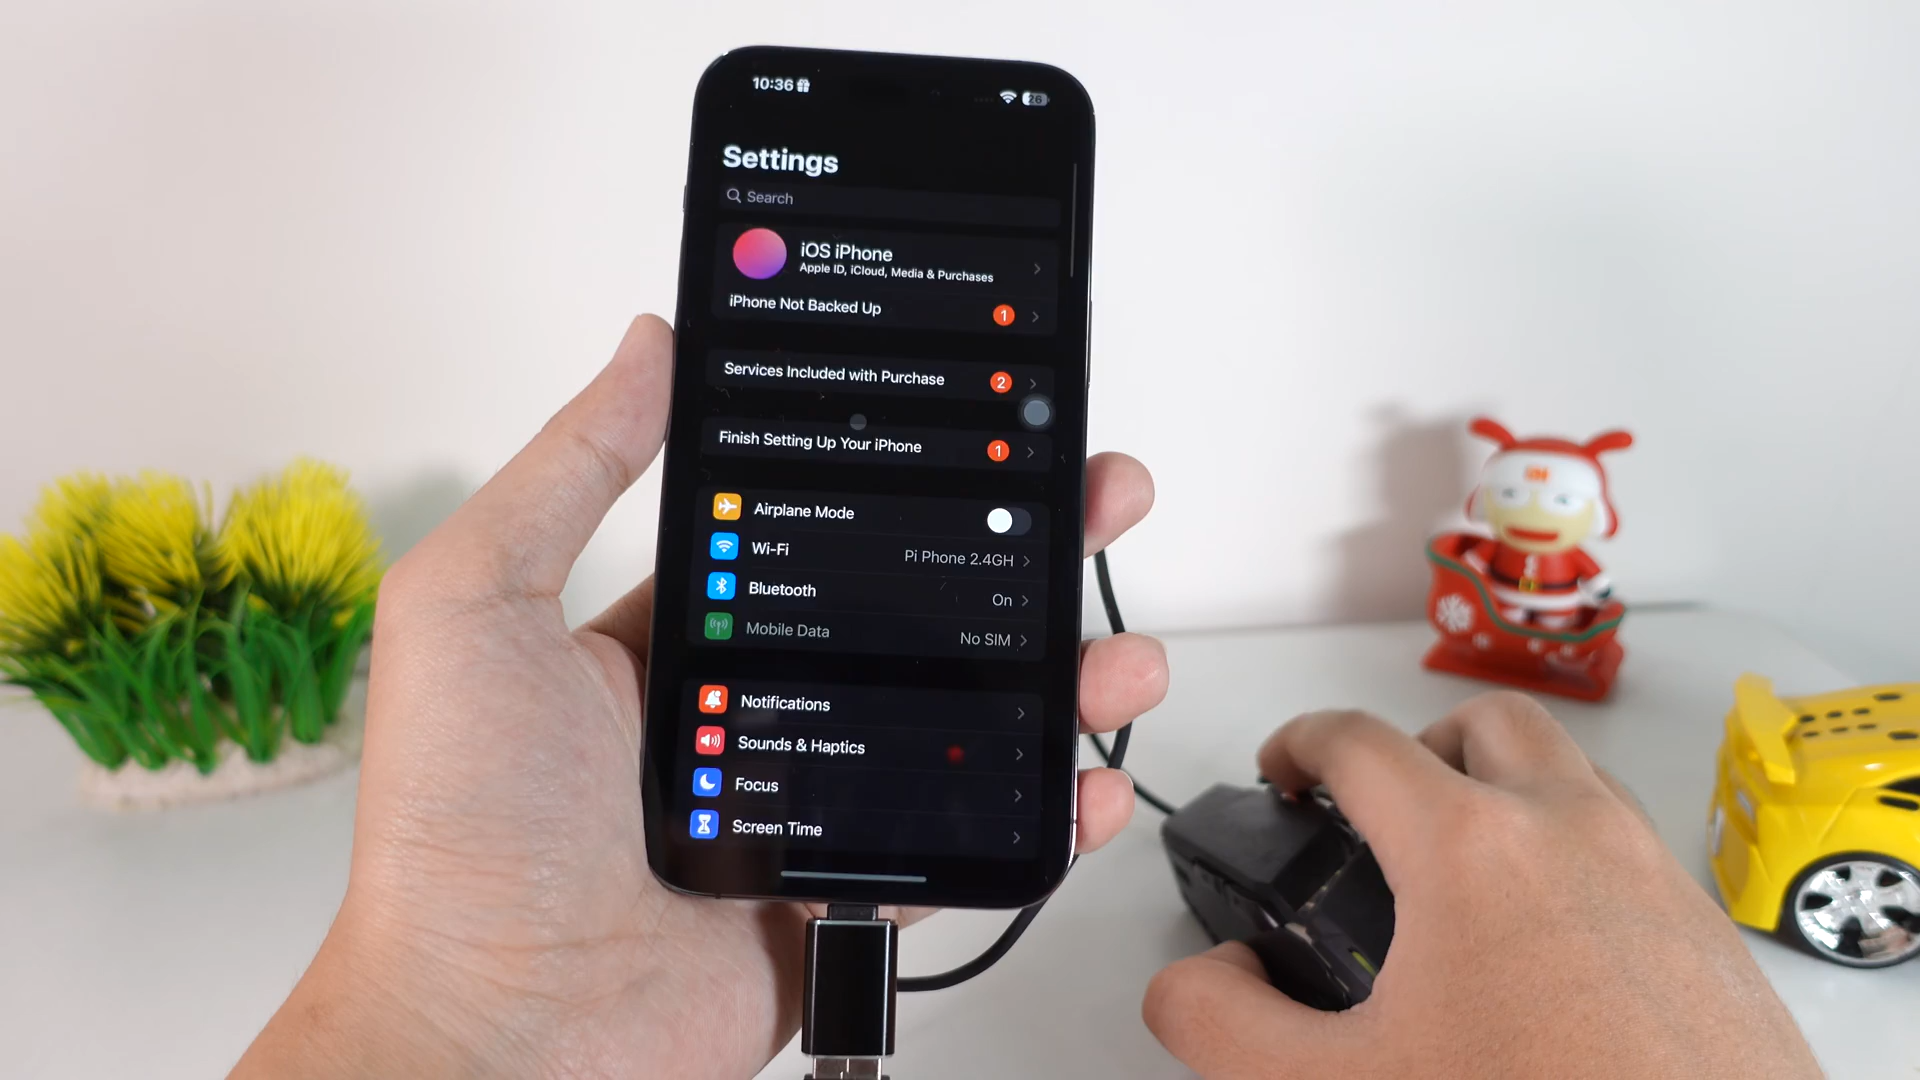 10:36
26
Settings
Search
iOS iPhone
Apple ID, iCloud, Media & Purchases
iPhone Not Backed Up
1
Services Included with Purchase
2
Finish Setting Up Your iPhone
1
Airplane Mode
Wi-Fi
Pi Phone 2.4GH
Bluetooth
On
Mobile Data
No SIM
Notifications
Sounds & Haptics
Focus
Screen Time